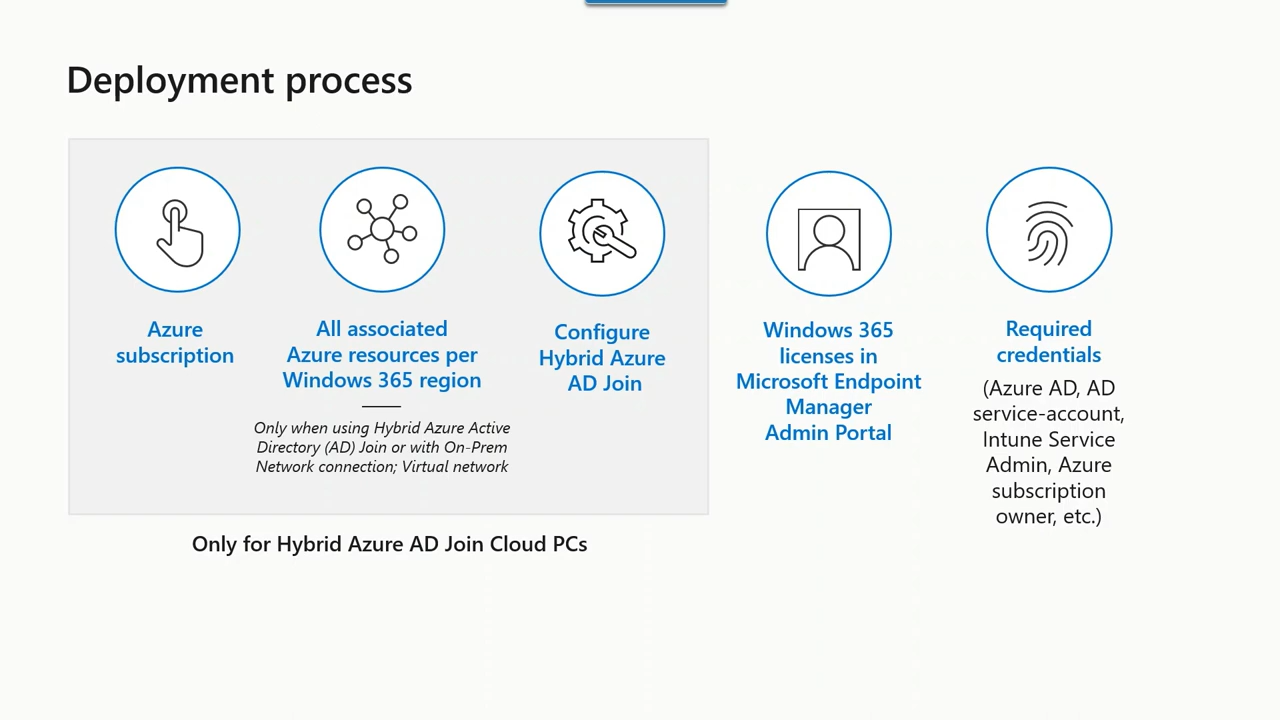 Deployment process
Azure
subscription
All associated
Azure resources per
Windows 365 region
Only when using Hybrid Azure Active
Directory (AD) Join or with On-Prem
Network connection; Virtual network
Configure
Hybrid Azure
AD Join
Only for Hybrid Azure AD Join Cloud PCs
Windows 365
licenses in
Microsoft Endpoint
Manager
Admin Portal
Required
credentials
(Azure AD, AD
service-account,
Intune Service
Admin, Azure
subscription
owner, etc.)